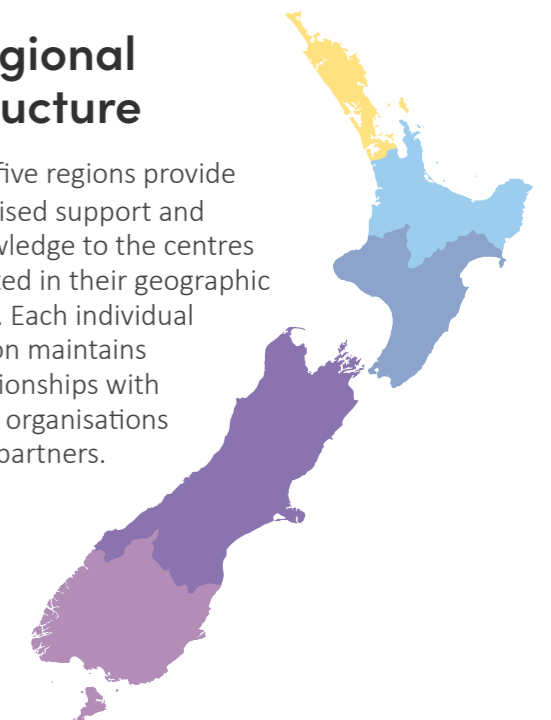 gional
ucture
five regions provide
ised support and
wledge to the centres
ed in their geographic
. Each individual
on maintains
ionships with
organisations
partners.